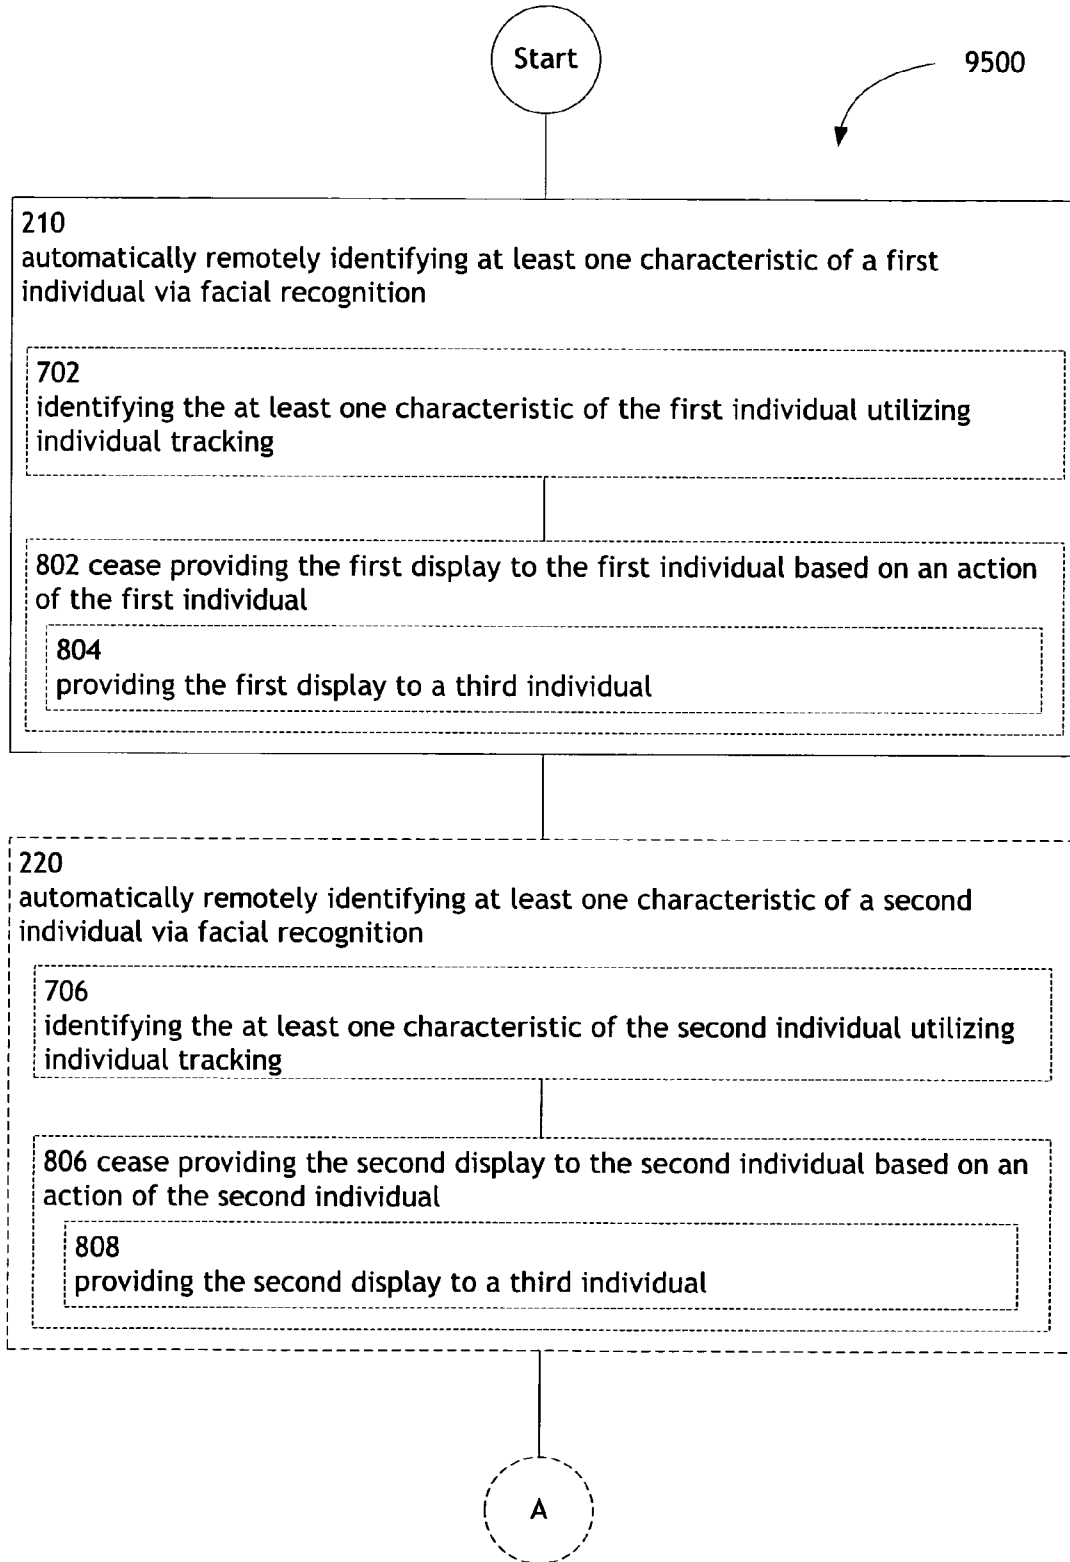 Start
9500
210
automatically remotely identifying at least one characteristic of a first
individual via facial recognition
702
identifying the at least one characteristic of the first individual utilizing
individual tracking
802 cease providing the first display to the first individual based on an action
of the first individual
804
providing the first display to a third individual
220
automatically remotely identifying at least one characteristic of a second
individual via facial recognition
706
identifying the at least one characteristic of the second individual utilizing
individual tracking
806 cease providing the second display to the second individual based on an
action of the second individual
808
providing the second display to a third individual
A